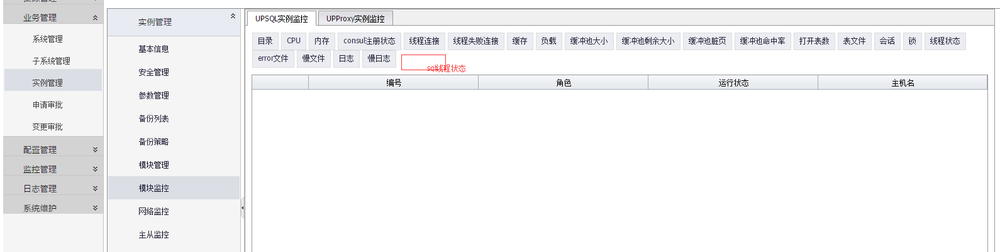 业务管理
系统管理
子系统管理
实例管理
申请审批
变更审批
配置管理
监控管理
日志管理
系统维护
实例管理
基本信息
安全管理
参数管理
备份列表
备份策略
模块管理
模块监控
网络监控
主从监控
UPSQL实例监控 UPProxy实例监控
目录 CPU 内存 consul注册状态 线程连接 线程失败连接 缓存 负载 缓冲池大小 缓冲池剩余大小 缓冲池脏页 缓冲池命中率 打开表数 表文件 会话 锁 线程状态
error文件 慢文件 日志 慢日志
sql线程状态
编号 角色 运行状态 主机名